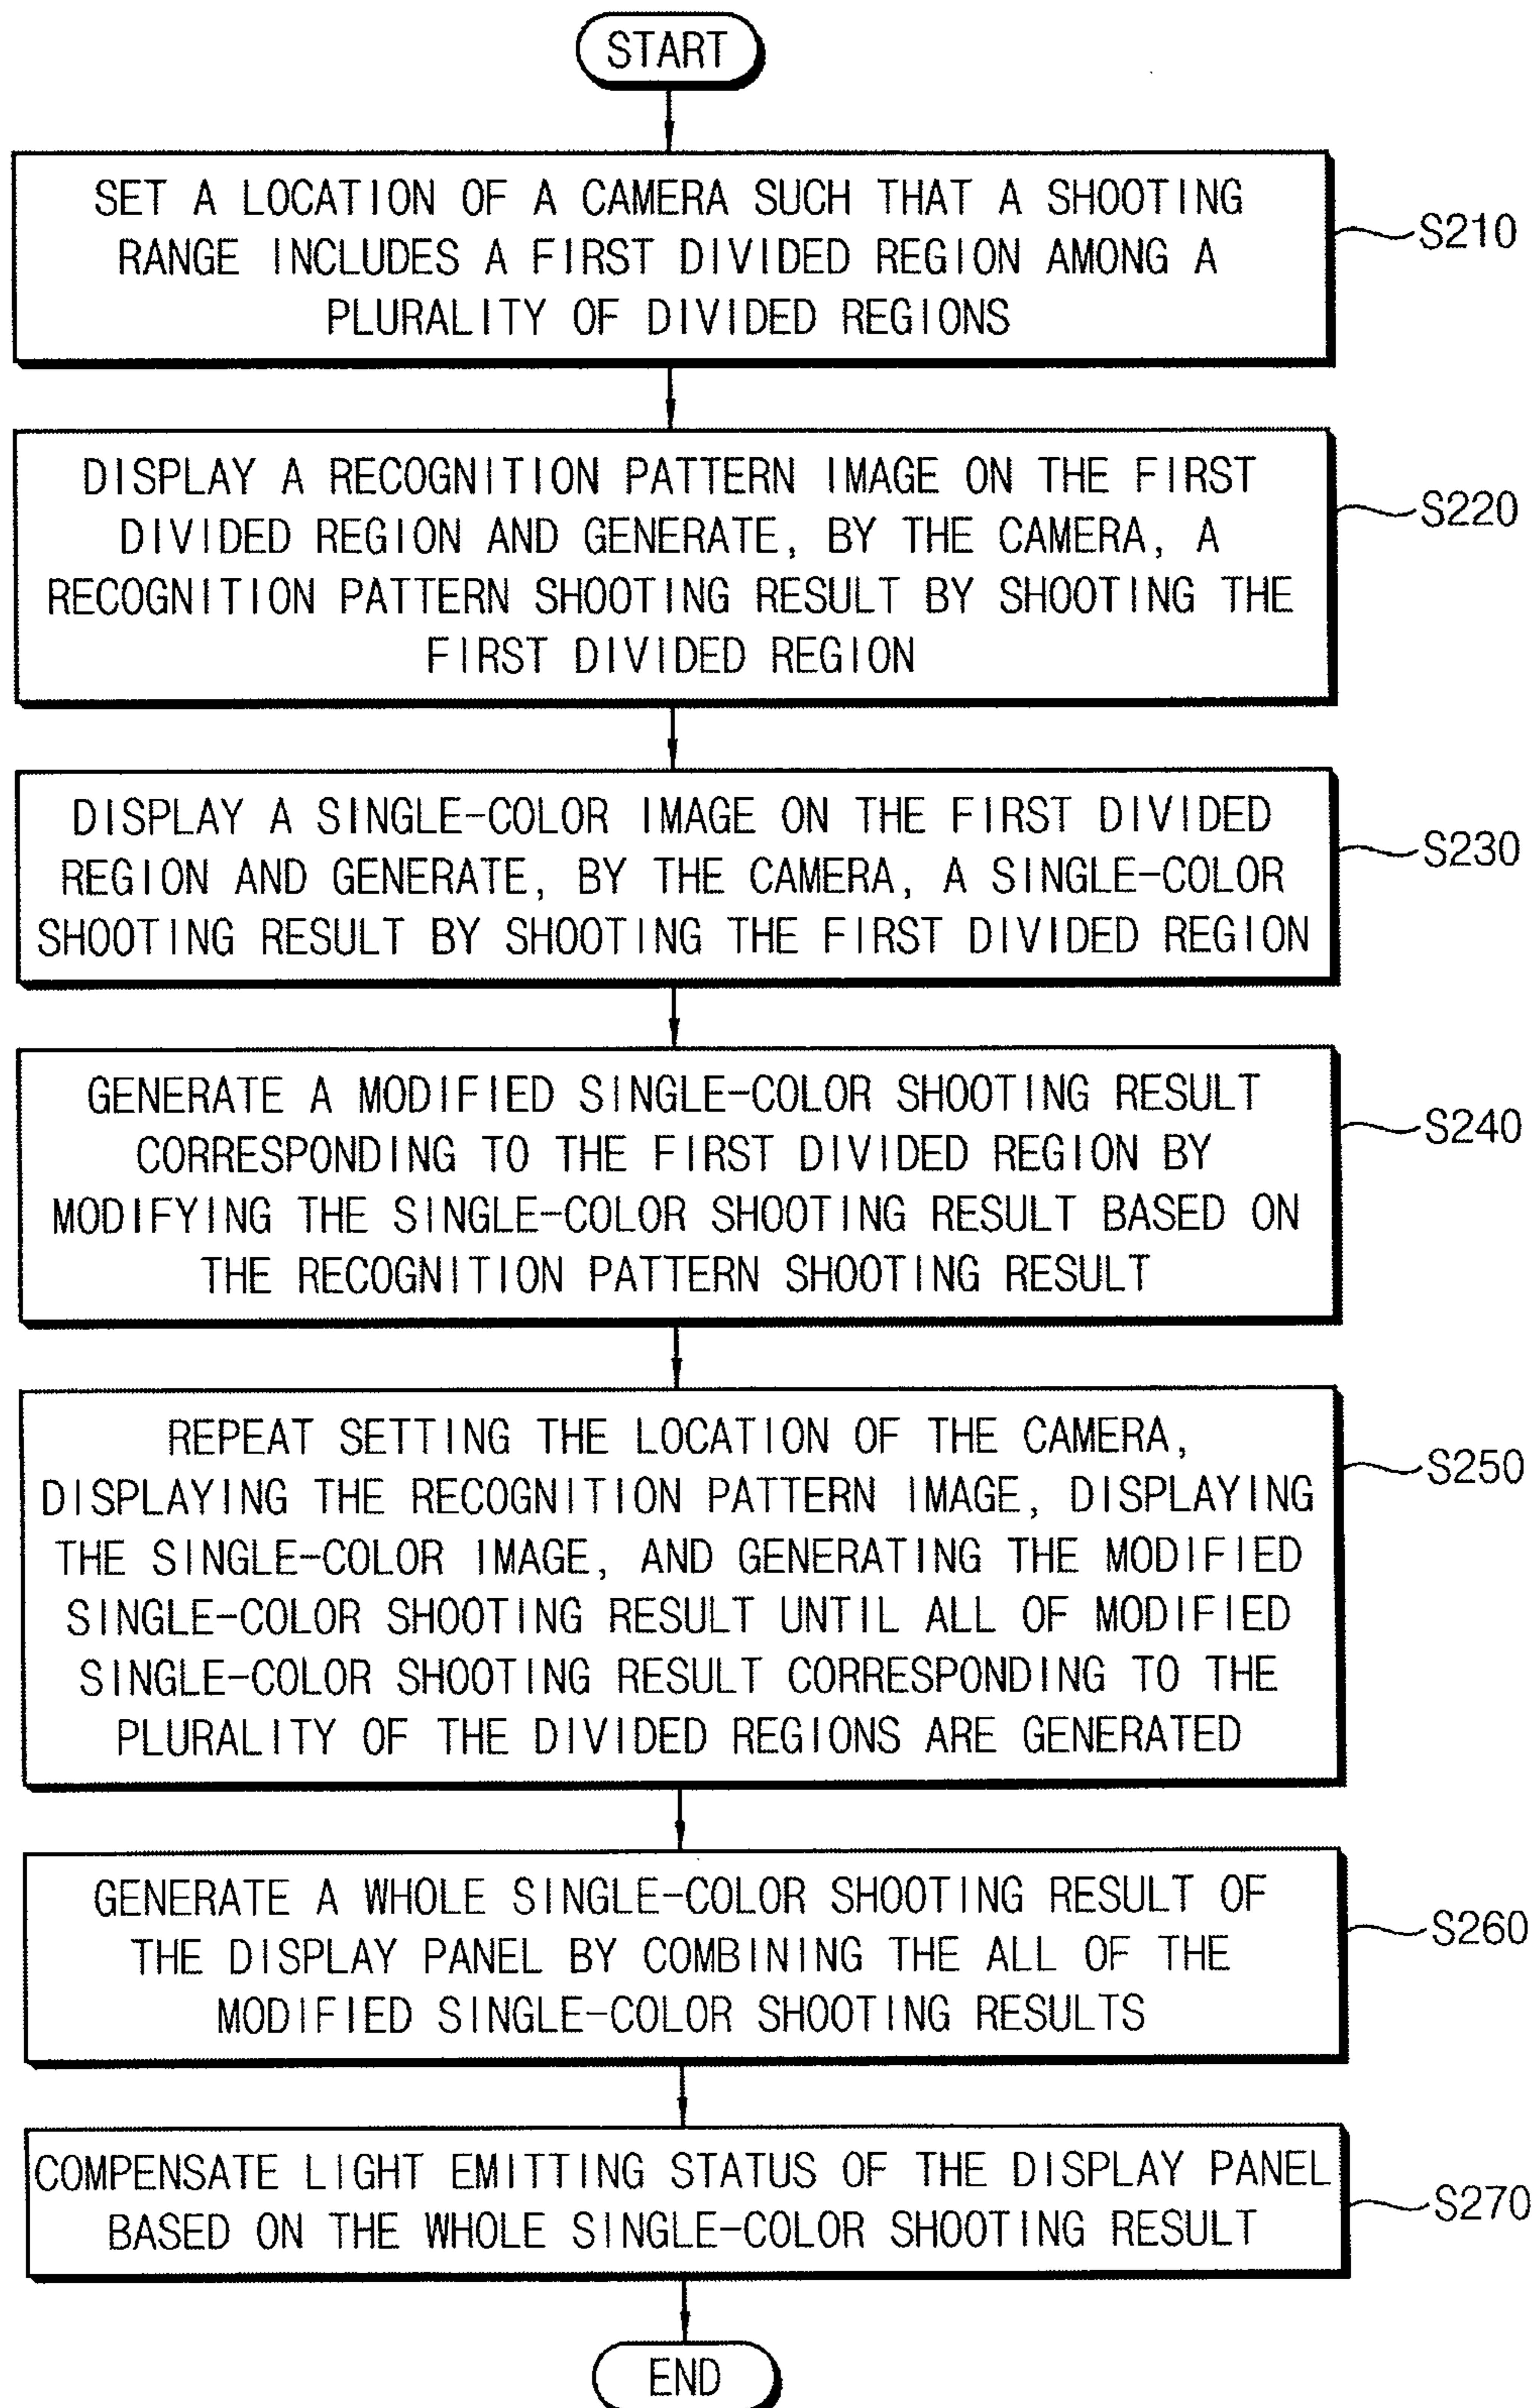 START
SET A LOCATION OF A CAMERA SUCH THAT A SHOOTING
RANGE INCLUDES A FIRST DIVIDED REGION AMONG A
PLURALITY OF DIVIDED REGIONS
S210
DISPLAY A RECOGNITION PATTERN IMAGE ON THE FIRST
DIVIDED REGION AND GENERATE, BY THE CAMERA, A
RECOGNITION PATTERN SHOOTING RESULT BY SHOOTING THE
FIRST DIVIDED REGION
S220
DISPLAY A SINGLE-COLOR IMAGE ON THE FIRST DIVIDED
REGION AND GENERATE, BY THE CAMERA, A SINGLE-COLOR
SHOOTING RESULT BY SHOOTING THE FIRST DIVIDED REGION
S230
GENERATE A MODIFIED SINGLE-COLOR SHOOTING RESULT
CORRESPONDING TO THE FIRST DIVIDED REGION BY
MODIFYING THE SINGLE-COLOR SHOOTING RESULT BASED ON
THE RECOGNITION PATTERN SHOOTING RESULT
S240
REPEAT SETTING THE LOCATION OF THE CAMERA,
DISPLAYING THE RECOGNITION PATTERN IMAGE, DISPLAYING
THE SINGLE-COLOR IMAGE, AND GENERATING THE MODIFIED
SINGLE-COLOR SHOOTING RESULT UNTIL ALL OF MODIFIED
SINGLE-COLOR SHOOTING RESULT CORRESPONDING TO THE
PLURALITY OF THE DIVIDED REGIONS ARE GENERATED
S250
GENERATE A WHOLE SINGLE-COLOR SHOOTING RESULT OF
THE DISPLAY PANEL BY COMBINING THE ALL OF THE
MODIFIED SINGLE-COLOR SHOOTING RESULTS
S260
COMPENSATE LIGHT EMITTING STATUS OF THE DISPLAY PANEL
BASED ON THE WHOLE SINGLE-COLOR SHOOTING RESULT
S270
END